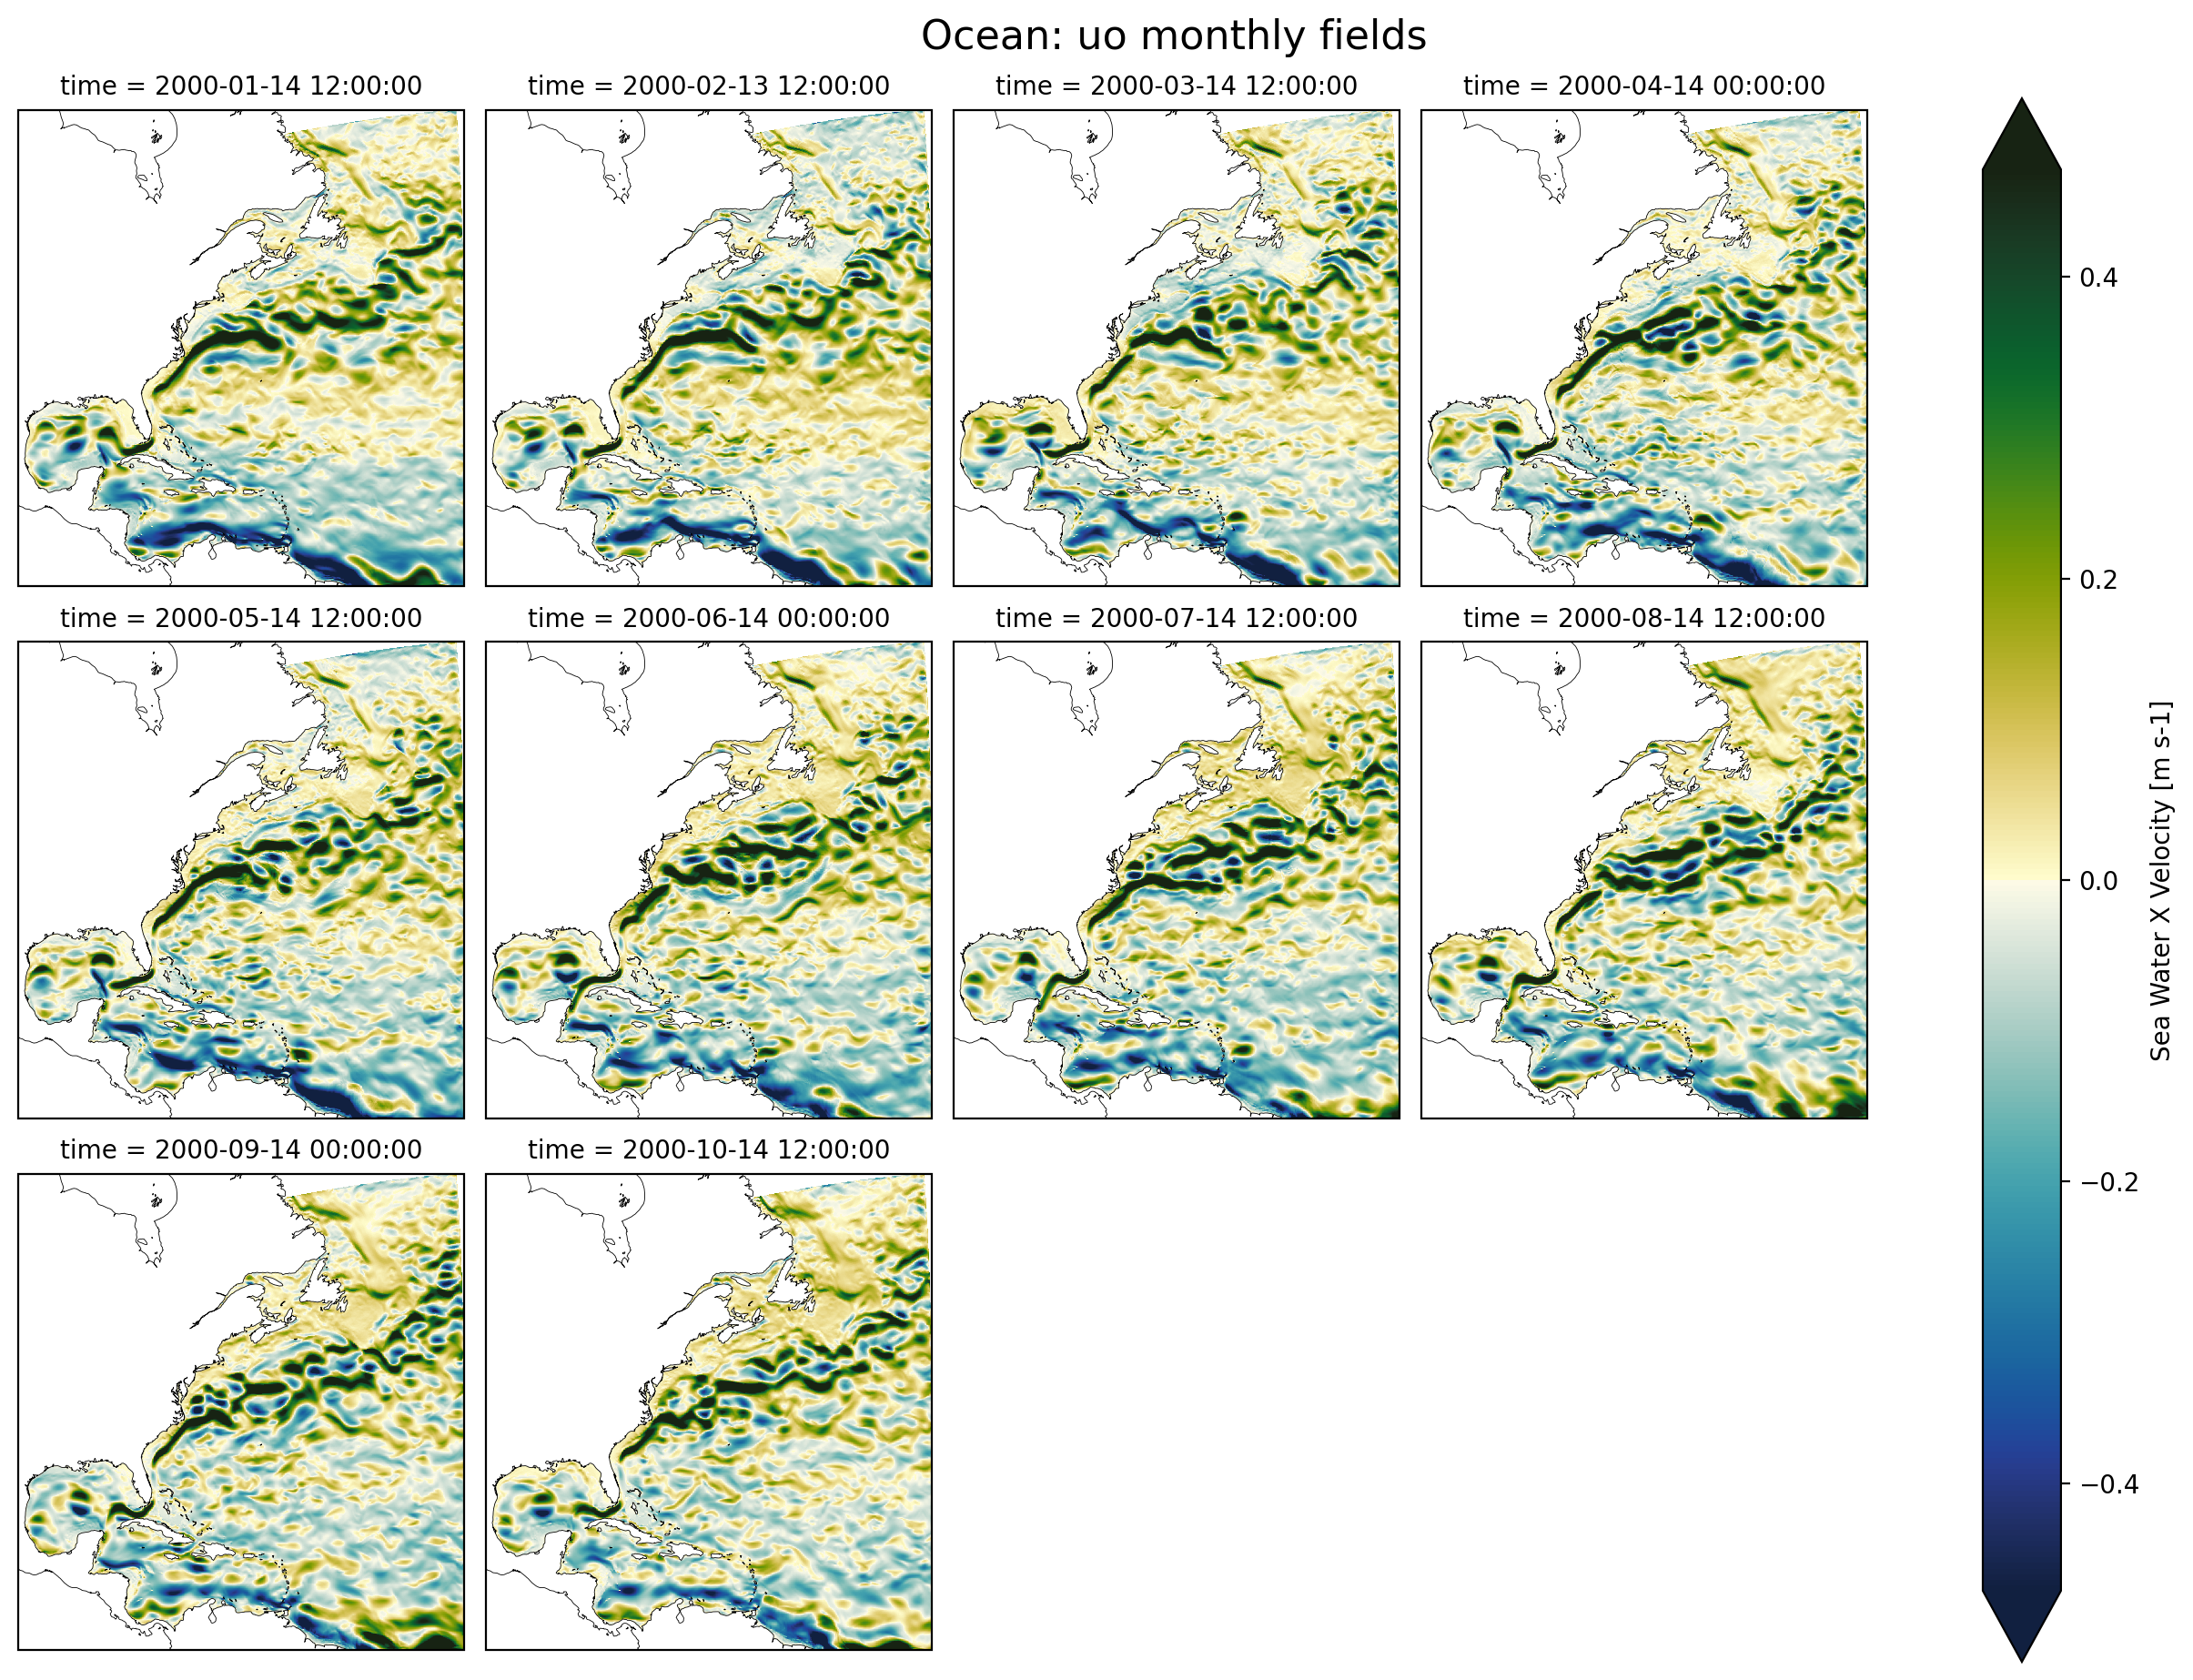 Ocean: uo monthly fields
time = 2000-01-14 12:00:00
time = 2000-02-13 12:00:00
time = 2000-03-14 12:00:00
time = 2000-04-14 00:00:00
time = 2000-05-14 12:00:00
time = 2000-06-14 00:00:00
time = 2000-07-14 12:00:00
time = 2000-08-14 12:00:00
time = 2000-09-14 00:00:00
time = 2000-10-14 12:00:00
0.4
0.2
0.0
−0.2
−0.4
Sea Water X Velocity [m s-1]